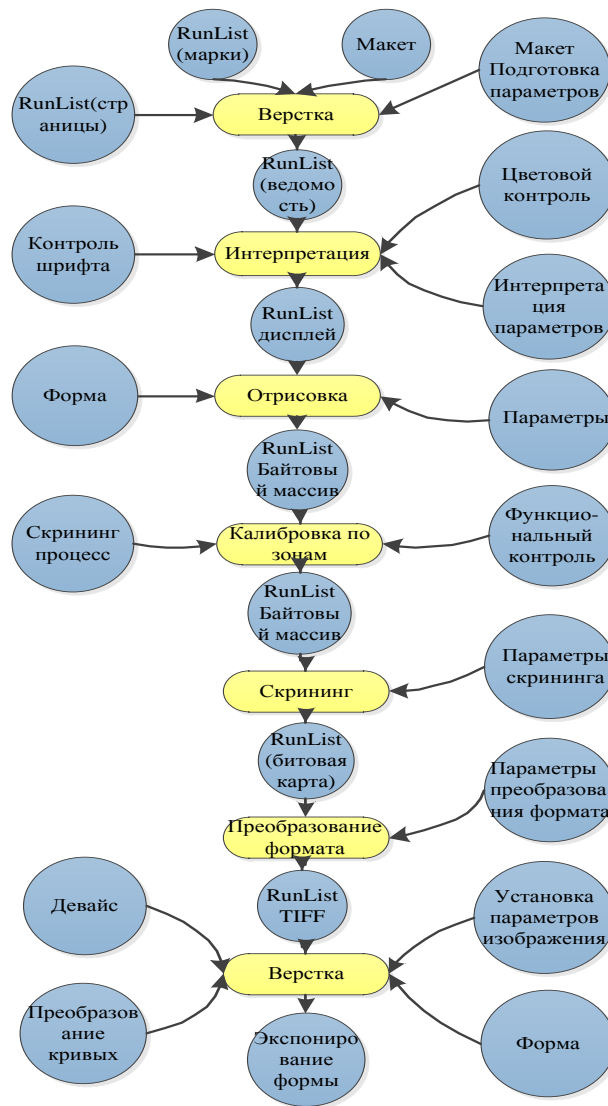 RunList
(марки)
Макет
Макет
Подготовка
параметров
RunList(стр
аницы)
Верстка
RunList
(ведомо
сть)
Цветовой
контроль
Контроль
шрифта
Интерпретация
Интерпрета
ция
параметров
RunList
дисплей
Форма
Отрисовка
Параметры
RunList
Байтовы
й массив
Скрининг
процесс
Калибровка по
зонам
Функцио-
нальный
контроль
RunList
Байтовы
й массив
Параметры
скрининга
Скрининг
RunList
(битовая
карта)
Параметры
преобразова
ния формата
Преобразование
формата
Девайс
RunList
TIFF
Установка
параметров
изображения.
Верстка
Преобразов
ание
кривых
Экспониро
вание
формы
Форма